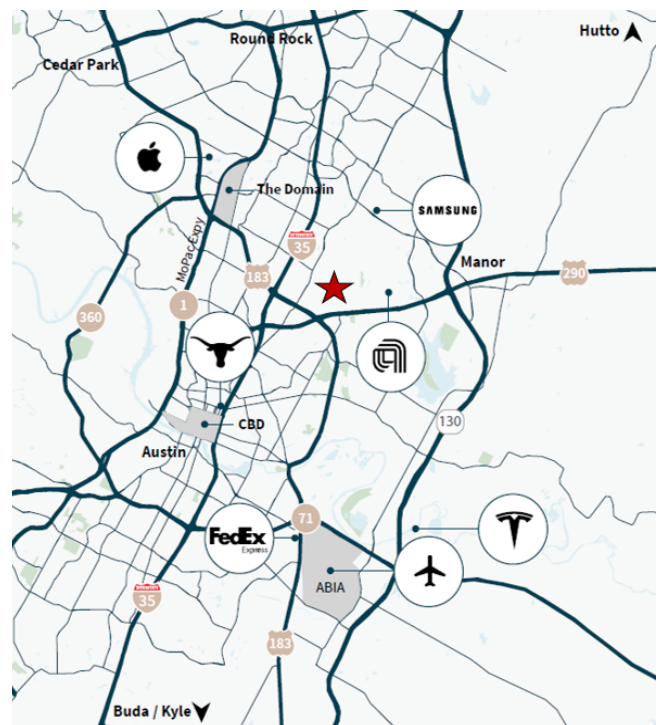 Round Rock
Hutto
Cedar Park
The Domain
SAMSUNG
MoPac Expy
35
Manor
183
290
1
360
CBD
130
Austin
71
FedEx
Express
ABIA
35
183
Buda / Kyle